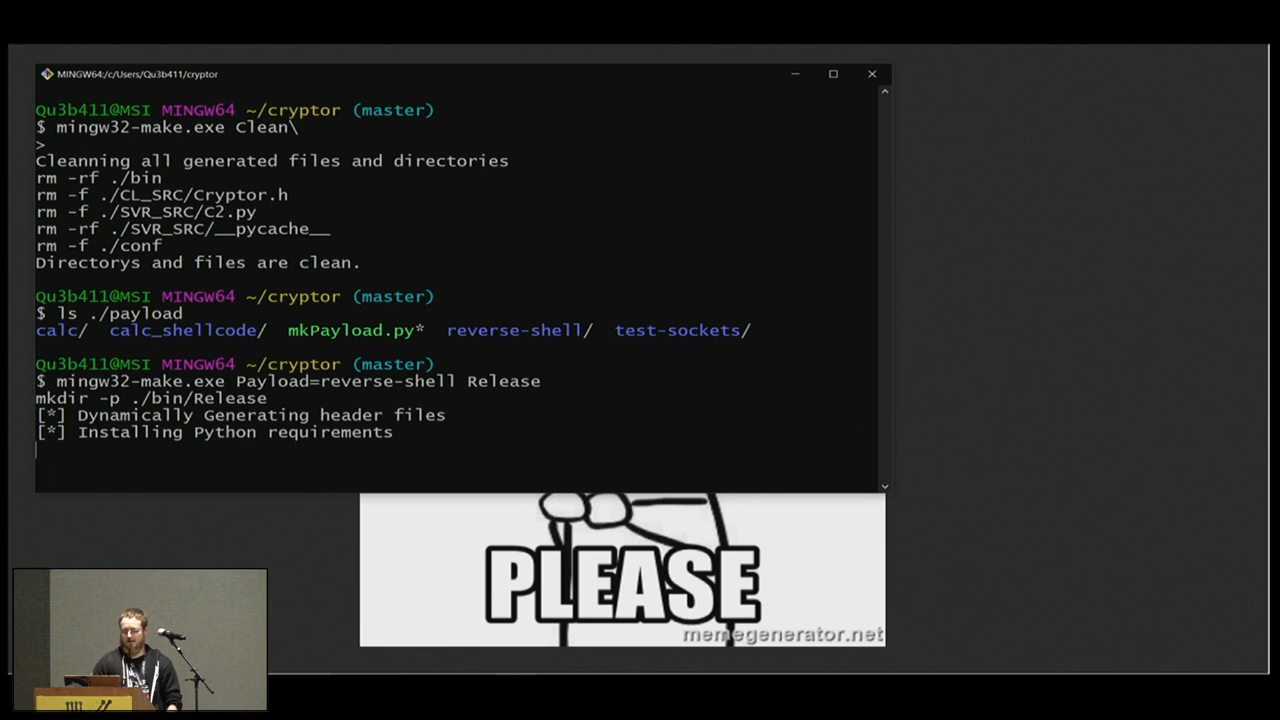 MINGW64:/c/Users/Qu3b411/cryptor
Qu3b411@MSI MINGW64 ~/cryptor (master)
$ mingw32-make.exe Clean\
>
Cleanning all generated files and directories
rm -rf ./bin
rm -f ./CL_SRC/Cryptor.h
rm -f ./SVR_SRC/C2.py
rm -rf ./SVR_SRC/__pycache__
rm -f ./conf
Directorys and files are clean.
Qu3b411@MSI MINGW64 ~/cryptor (master)
$ ls ./payload
calc/ calc_shellcode/ mkPayload.py* reverse-shell/ test-sockets/
Qu3b411@MSI MINGW64 ~/cryptor (master)
$ mingw32-make.exe Payload=reverse-shell Release
mkdir -p ./bin/Release
[*] Dynamically Generating header files
[*] Installing Python requirements
PLEASE
memegenerator.net